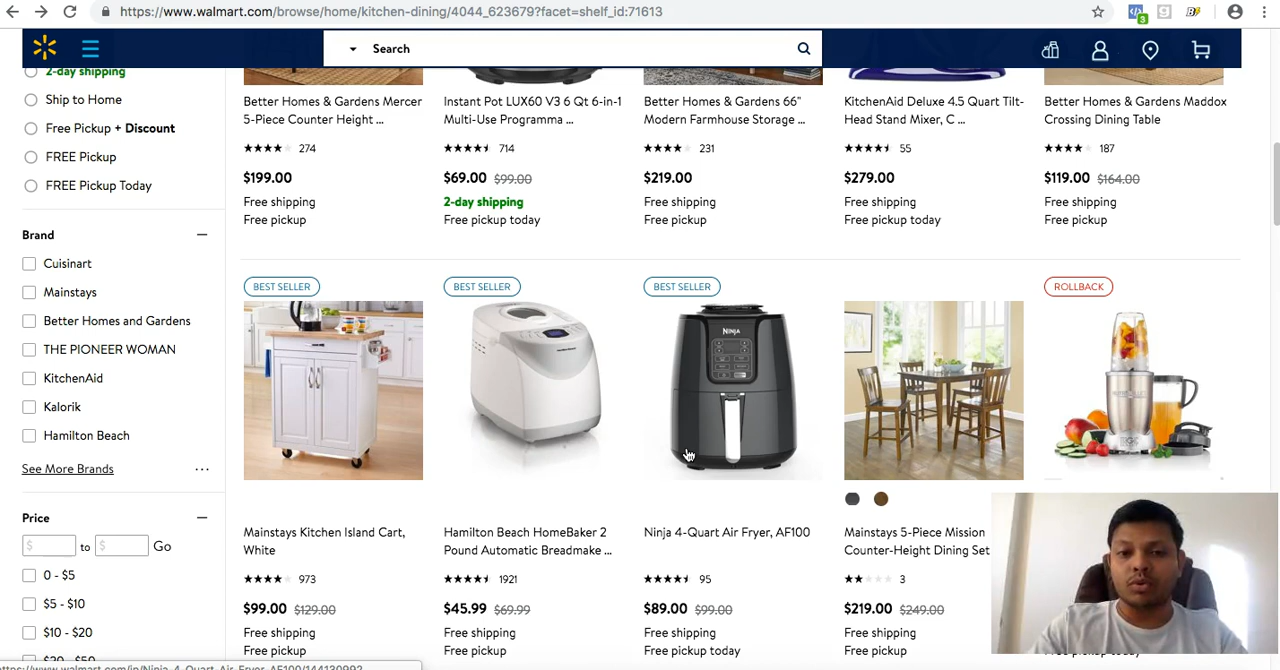 https://www.walmart.com/browse/home/kitchen-dining/4044_623679?facet=shelf_id:71613
3
Search
2-day shipping
Ship to Home
Free Pickup + Discount
FREE Pickup
FREE Pickup Today
Brand
Cuisinart
Mainstays
Better Homes and Gardens
THE PIONEER WOMAN
KitchenAid
Kalorik
Hamilton Beach
See More Brands
...
Price
$ to $ Go
0 - $5
$5 - $10
$10 - $20
Better Homes & Gardens Mercer
5-Piece Counter Height ...
274
$199.00
Free shipping
Free pickup
Instant Pot LUX60 V3 6 Qt 6-in-1
Multi-Use Programma ...
714
$69.00 $99.00
2-day shipping
Free pickup today
Better Homes & Gardens 66"
Modern Farmhouse Storage ...
231
$219.00
Free shipping
Free pickup
KitchenAid Deluxe 4.5 Quart Tilt-
Head Stand Mixer, C ...
55
$279.00
Free shipping
Free pickup today
Better Homes & Gardens Maddox
Crossing Dining Table
187
$119.00 $164.00
Free shipping
Free pickup
BEST SELLER
Mainstays Kitchen Island Cart,
White
973
$99.00 $129.00
Free shipping
Free pickup
BEST SELLER
Hamilton Beach HomeBaker 2
Pound Automatic Breadmake ...
1921
$45.99 $69.99
Free shipping
Free pickup
BEST SELLER
NINJA
Ninja 4-Quart Air Fryer, AF100
95
$89.00 $99.00
Free shipping
Free pickup today
Mainstays 5-Piece Mission
Counter-Height Dining Set
3
$219.00 $249.00
Free shipping
Free pickup
ROLLBACK